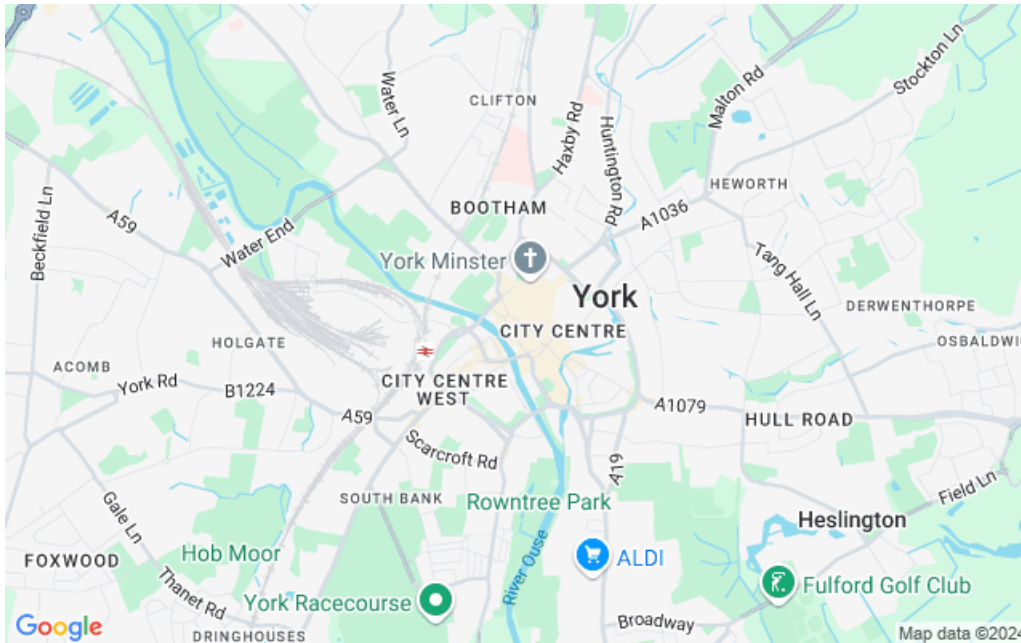 Stockton Ln
Malton Rd
Water Ln
CLIFTON
Haxby Rd
Huntington Rd
HEWORTH
BOOTHAM
A1036
A59
Beckfield Ln
Water End
York Minster
Tang Hall Ln
York
DERWENTHORPE
CITY CENTRE
HOLGATE
OSBALDWIC
ACOMB
York Rd
B1224
CITY CENTRE
WEST
A59
A1079
HULL ROAD
Scarcroft Rd
A19
SOUTH BANK
Rowntree Park
Field Ln
Gale Ln
Heslington
Hob Moor
FOXWOOD
ALDI
River Ouse
Thanet Rd
York Racecourse
Fulford Golf Club
Broadway
Google
DRINGHOUSES
Map data ©2024